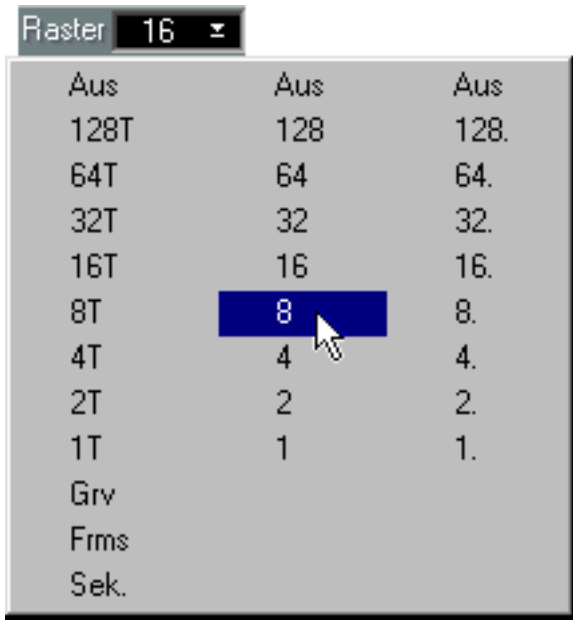 Raster 16
Aus Aus Aus
128T 128 128.
64T 64 64.
32T 32 32.
16T 16 16.
8T 8 8.
4T 4 4.
2T 2 2.
1T 1 1.
Grv
Frms
Sek.